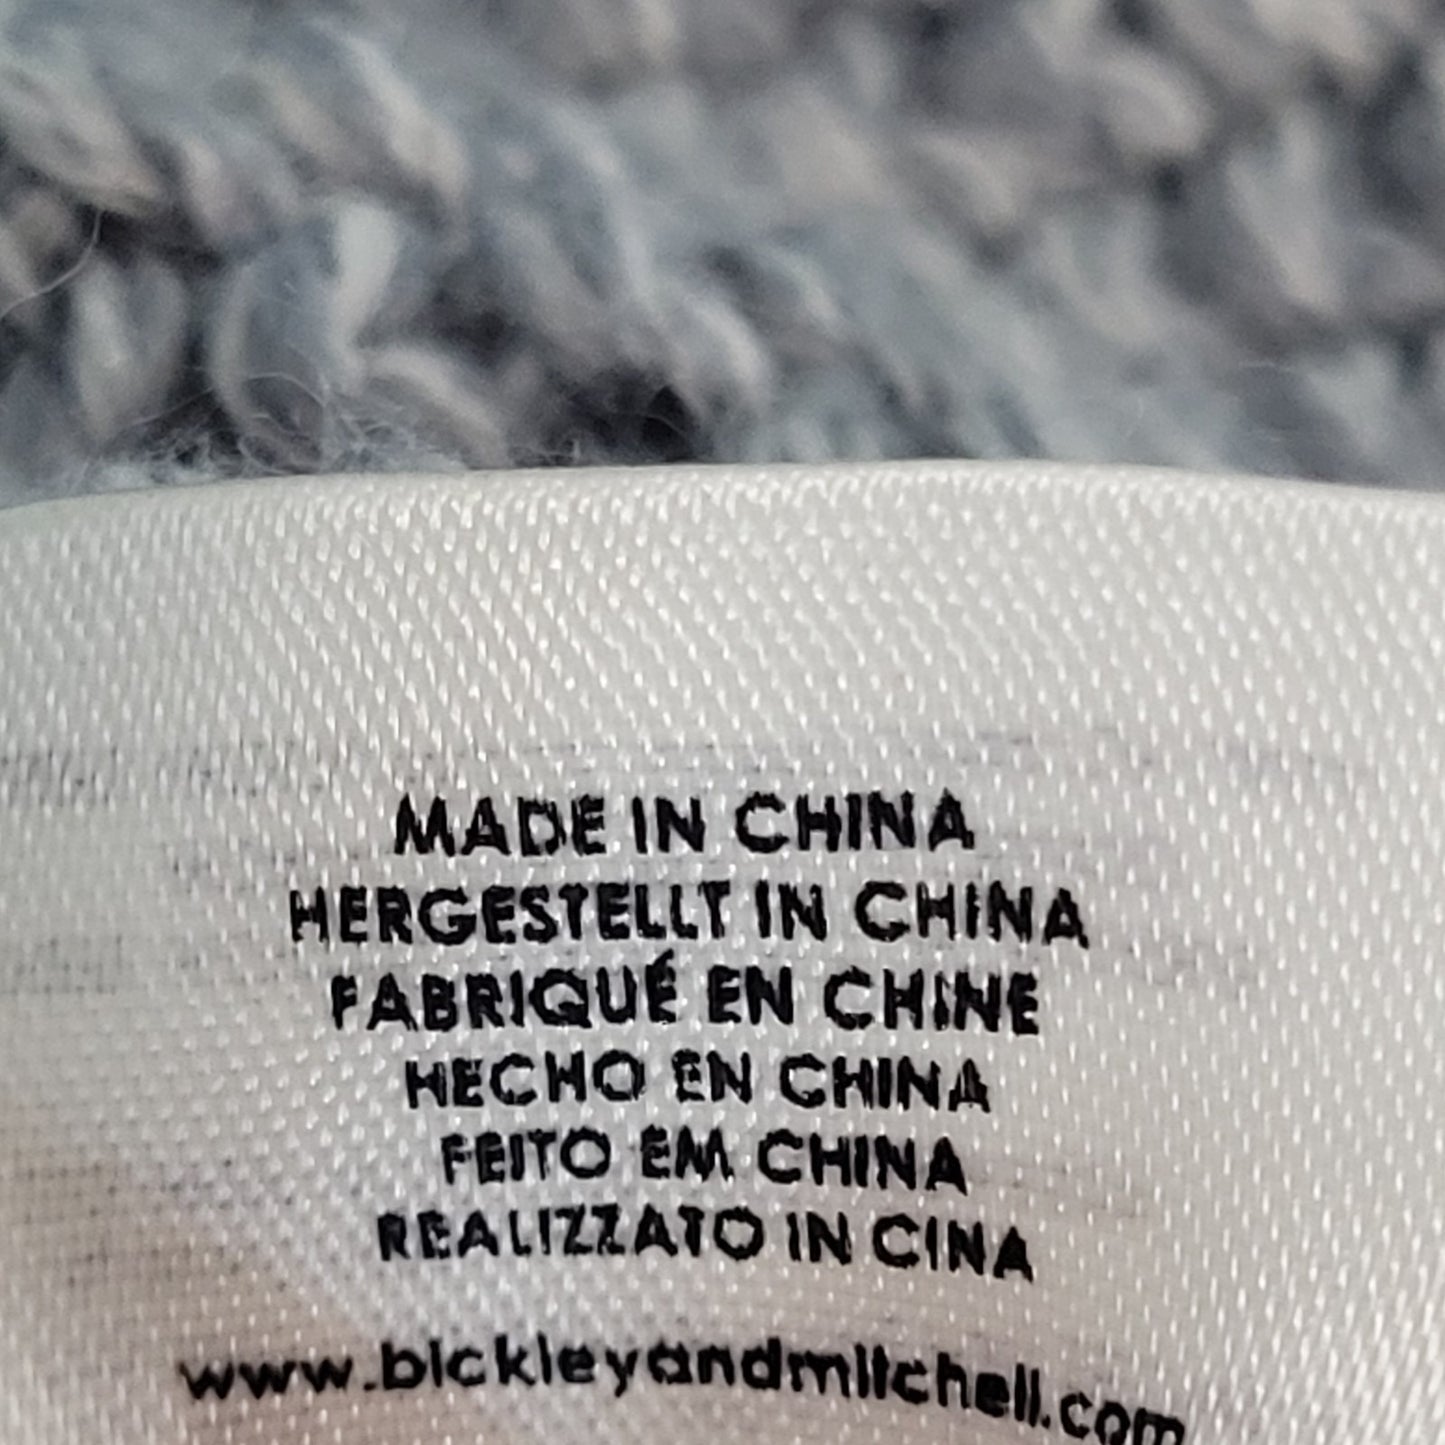 MADE IN CHINA
HERGESTELLT IN CHINA
FABRIQUÉ EN CHINE
HECHO EN CHINA
FEITO EM CHINA
REALIZZATO IN CINA
www.bickleyandmitchell.com